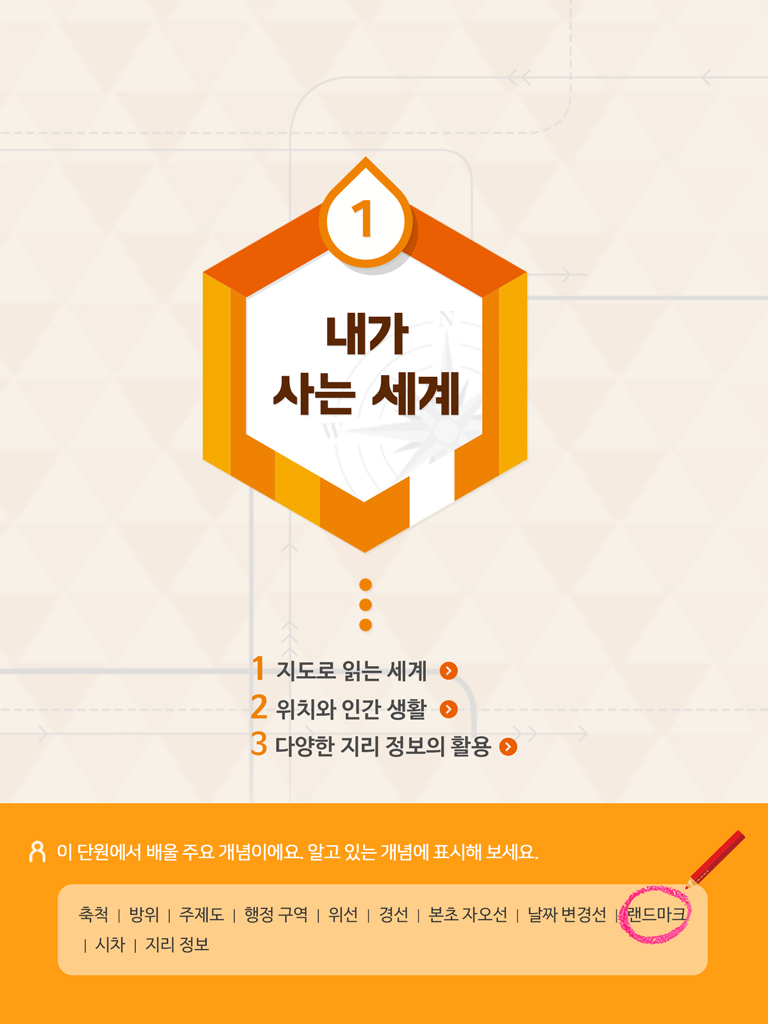 1
내가
사는 세계
N
W
1 지도로 읽는 세계
2 위치와 인간 생활
3 다양한 지리 정보의 활용
이 단원에서 배울 주요 개념이에요. 알고 있는 개념에 표시해 보세요.
축척 | 방위 | 주제도 | 행정 구역 | 위선 | 경선 | 본초 자오선 | 날짜 변경선 | 랜드마크
| 시차 | 지리 정보